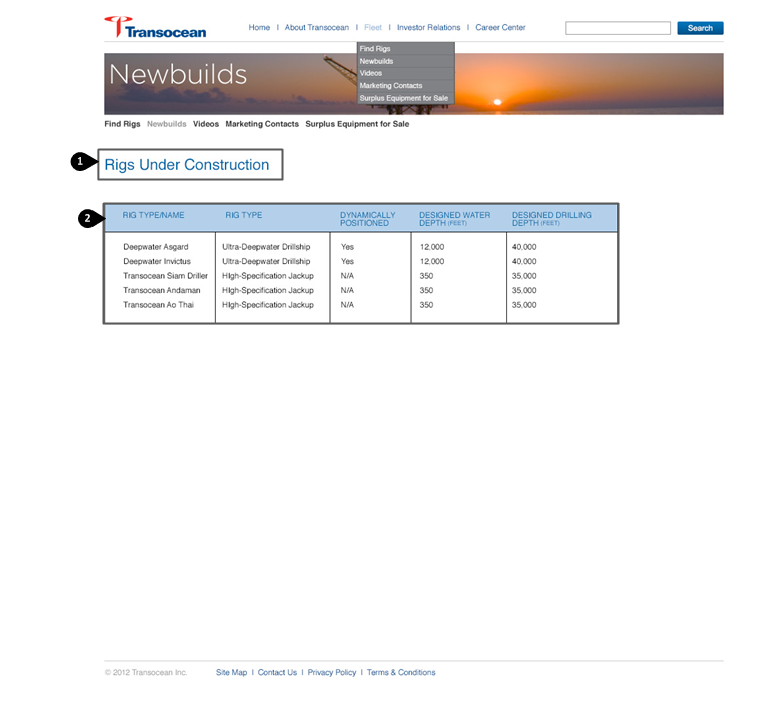 Transocean
Home | About Transocean | Fleet | Investor Relations | Career Center
Search
Find Rigs
Newbuilds
Videos
Marketing Contacts
Surplus Equipment for Sale
Newbuilds
Find Rigs Newbuilds Videos Marketing Contacts Surplus Equipment for Sale
1
Rigs Under Construction
2
RIG TYPE/NAME RIG TYPE DYNAMICALLY POSITIONED DESIGNED WATER DEPTH (FEET) DESIGNED DRILLING DEPTH (FEET)
Deepwater Asgard Ultra-Deepwater Drillship Yes 12,000 40,000
Deepwater Invictus Ultra-Deepwater Drillship Yes 12,000 40,000
Transocean Siam Driller HIgh-Specification Jackup N/A 350 35,000
Transocean Andaman HIgh-Specification Jackup N/A 350 35,000
Transocean Ao Thai HIgh-Specification Jackup N/A 350 35,000
© 2012 Transocean Inc. Site Map | Contact Us | Privacy Policy | Terms & Conditions